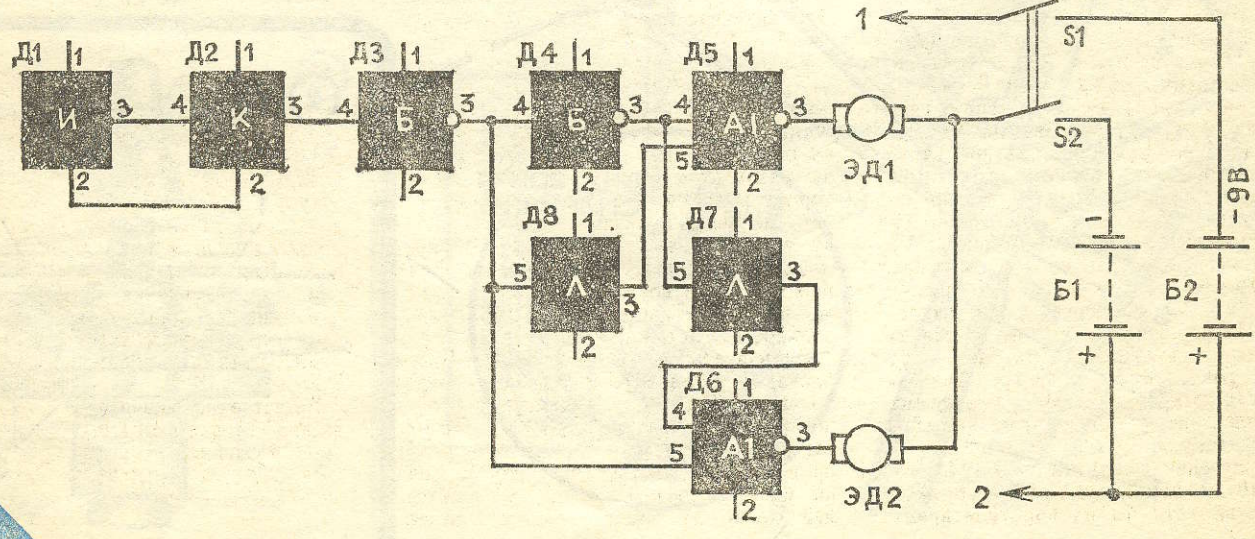 1
S1
Д1 1 Д2 1 Д3 1 Д4 1 Д5 1
И 3 4 К 3 4 Б 3 4 Б 3 4 А1 3
5
S2
2 2 2 2 2
ЭД1
-9В
Д8 1 Д7 1
5 Л 3 5 Л 3
-
Б1 Б2
2 2
+ +
Д6 1
4
5 А1 3
2
ЭД2
2